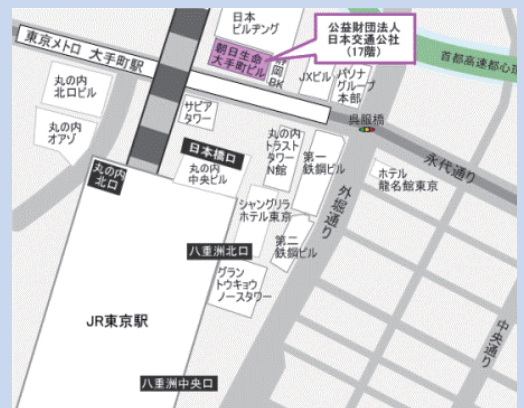 日本
ビルヂング
公益財団法人
日本交通公社
(17階)
東京メトロ 大手町駅
朝日生命
大手町ビル
静岡
BK
JXビル
パソナ
グループ
本部
首都高速都心環
丸の内
北口ビル
丸の内
オアゾ
サピア
タワー
呉服橋
日本橋口
丸の内
中央ビル
丸の内
トラスト
タワー
N館
第一
鉄鋼ビル
永代通り
外堀通り
ホテル
龍名館東京
丸の内
北口
シャングリラ
ホテル東京
八重洲北口
第二
鉄鋼ビル
グラン
トウキョウ
ノースタワー
JR東京駅
中央通り
八重洲中央口